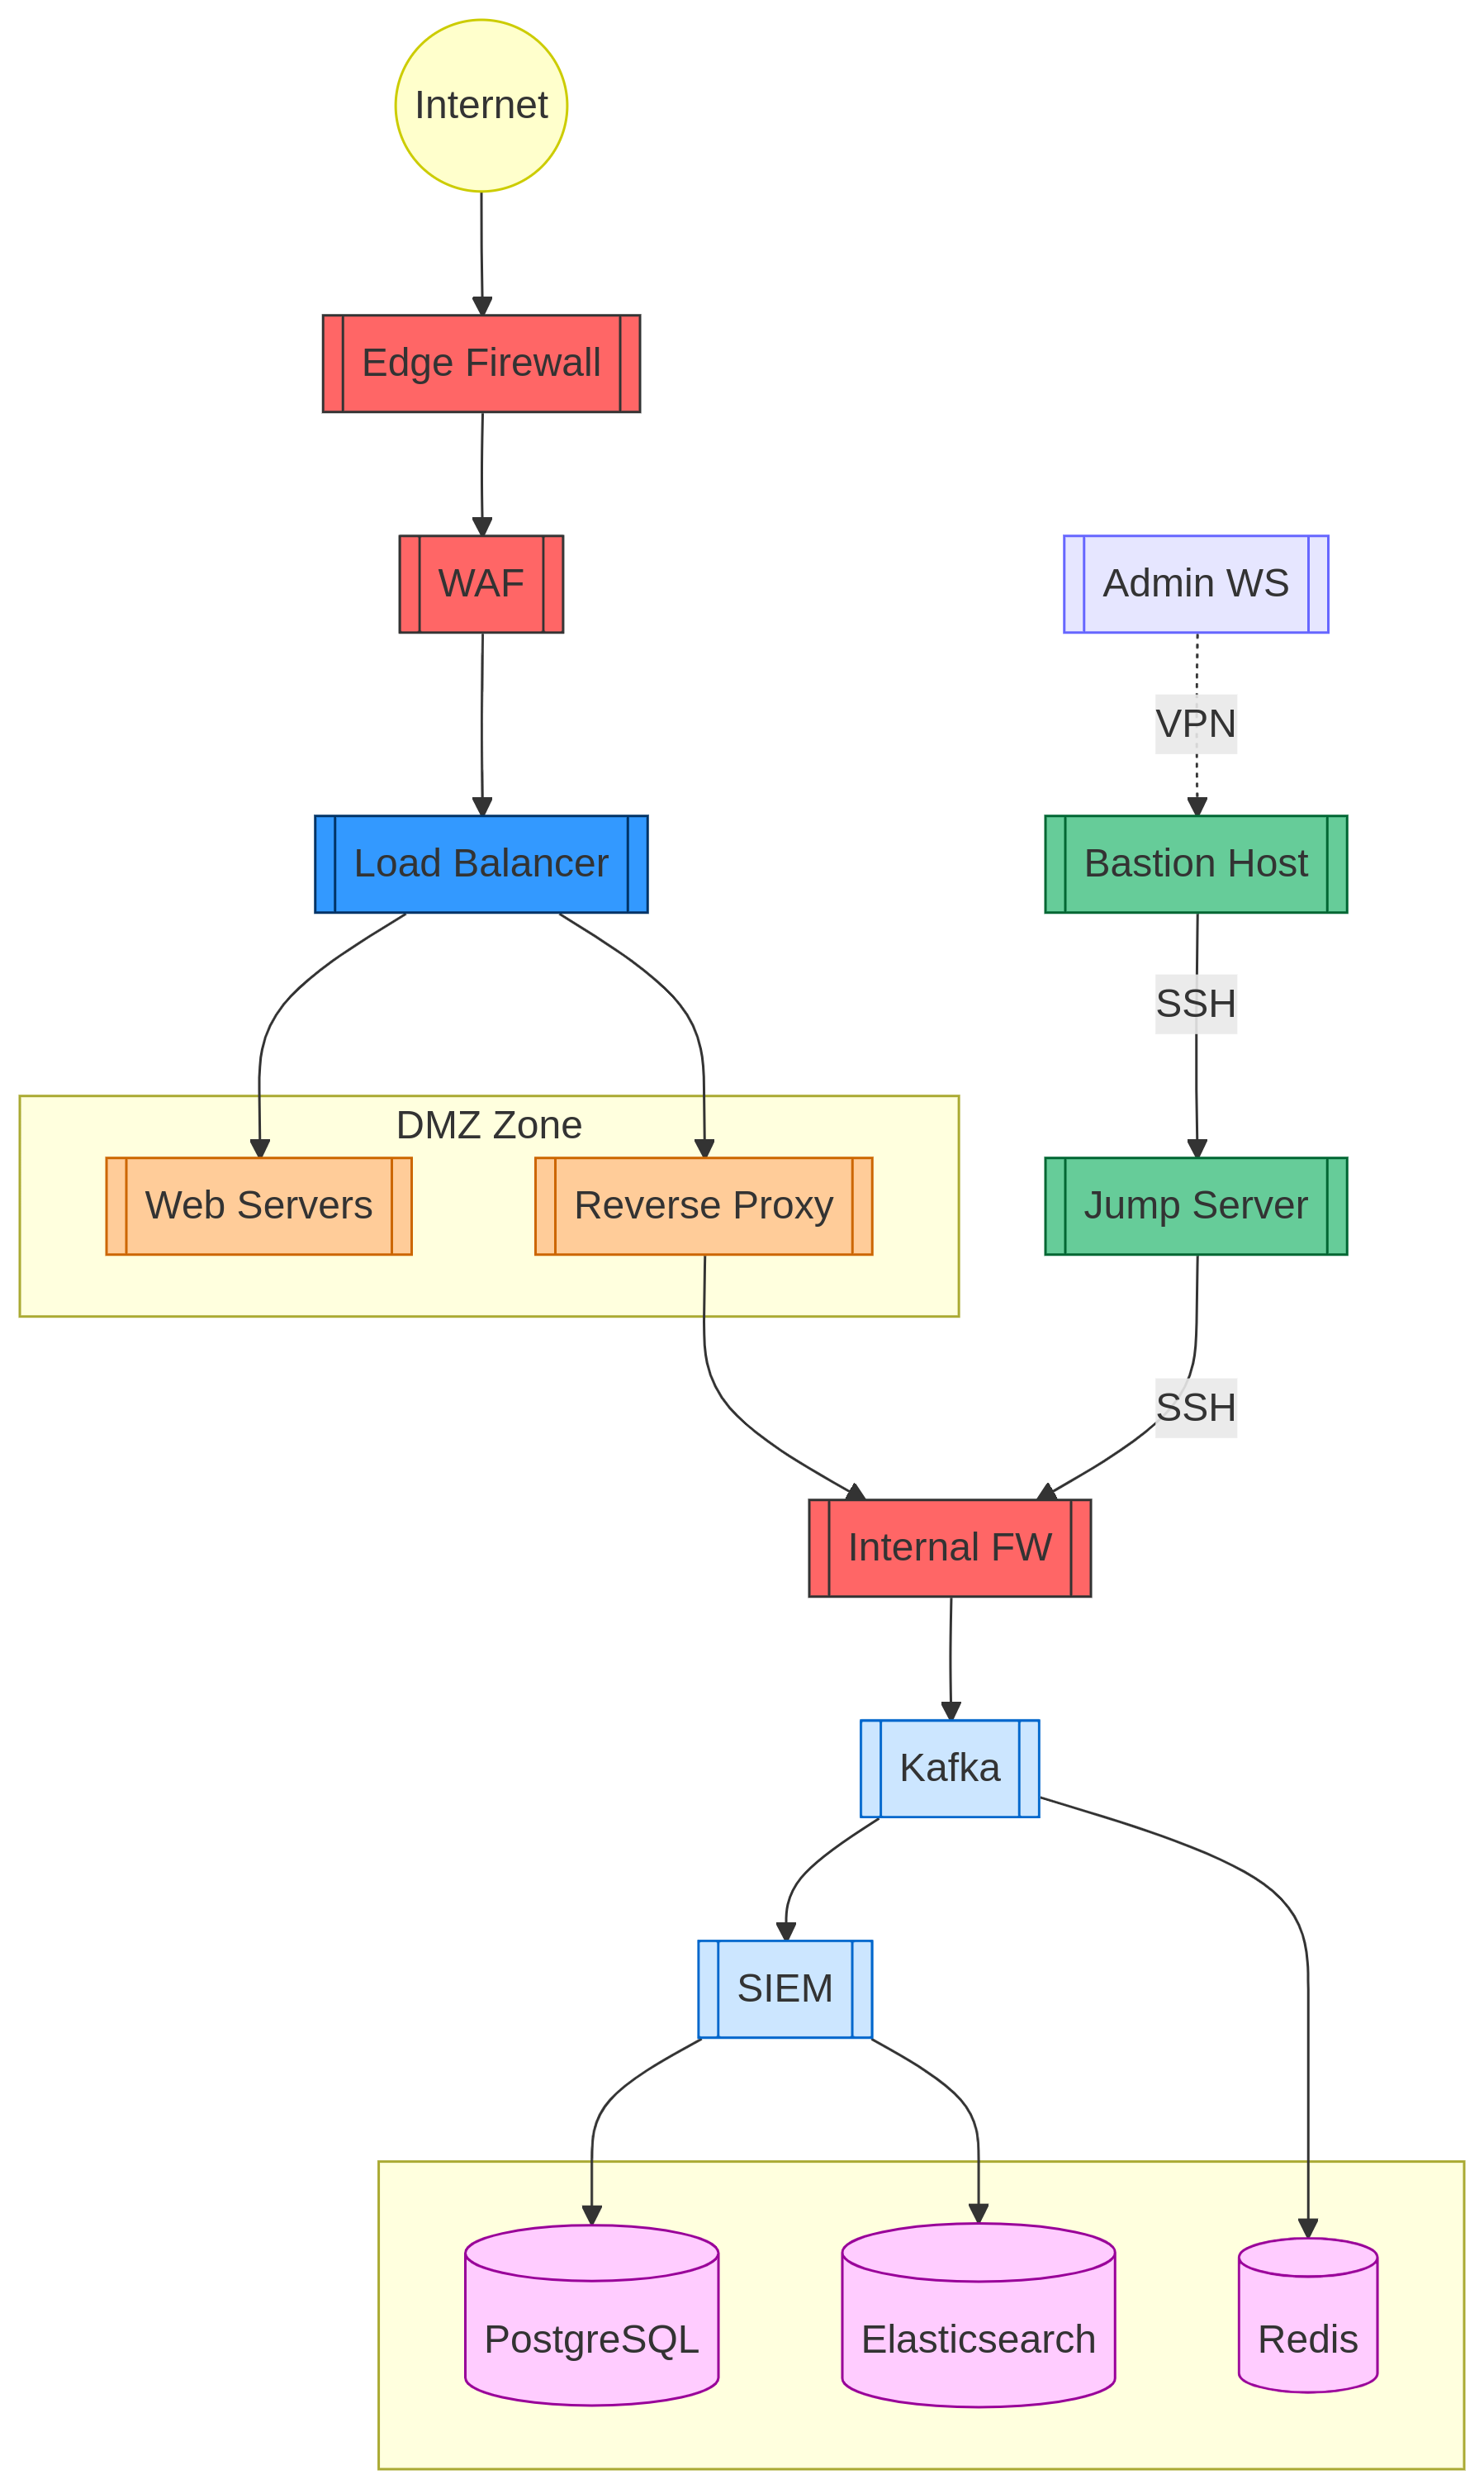 Internet
Edge Firewall
WAF
Admin WS
VPN
Load Balancer
Bastion Host
SSH
DMZ Zone
Web Servers
Reverse Proxy
Jump Server
SSH
Internal FW
Kafka
SIEM
PostgreSQL
Elasticsearch
Redis